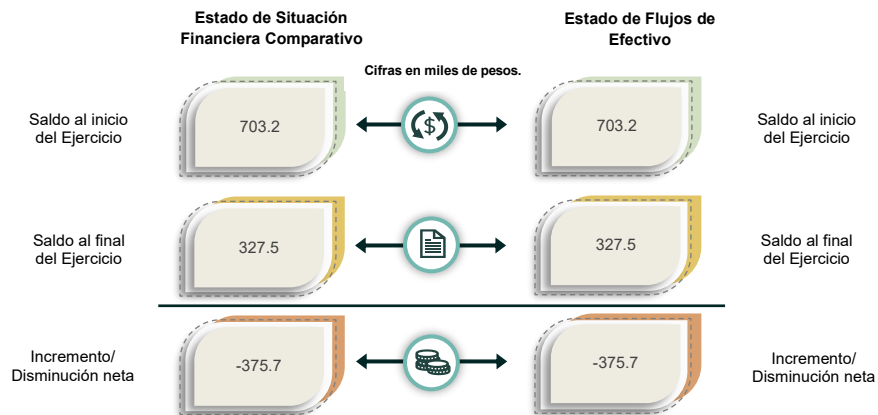 Estado de Situación
Financiera Comparativo
Estado de Flujos de
Efectivo
Cifras en miles de pesos.
Saldo al inicio
del Ejercicio
703.2
$
703.2
Saldo al inicio
del Ejercicio
Saldo al final
del Ejercicio
327.5
327.5
Saldo al final
del Ejercicio
Incremento/
Disminución neta
-375.7
-375.7
Incremento/
Disminución neta